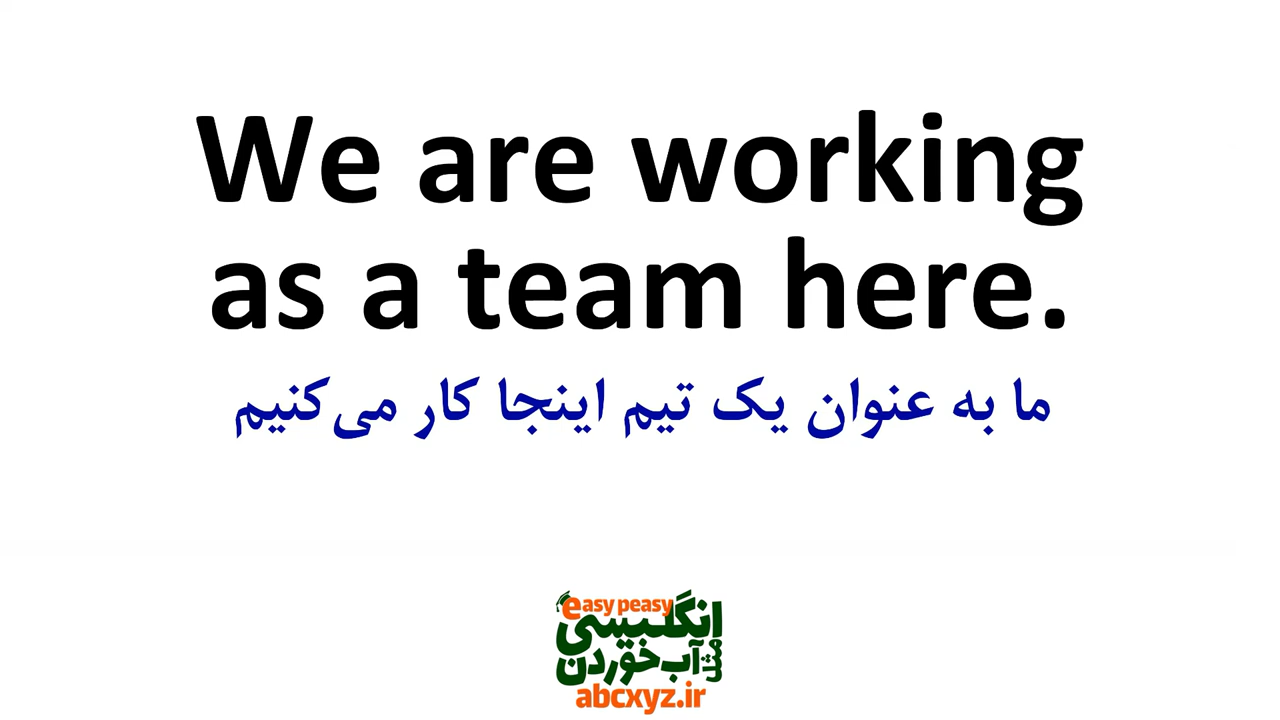 We are working
as a team here.
ما به عنوان یک تیم اینجا کار می‌کنیم
easy peasy
انگلیسی
مثل آب خوردن
abcxyz.ir